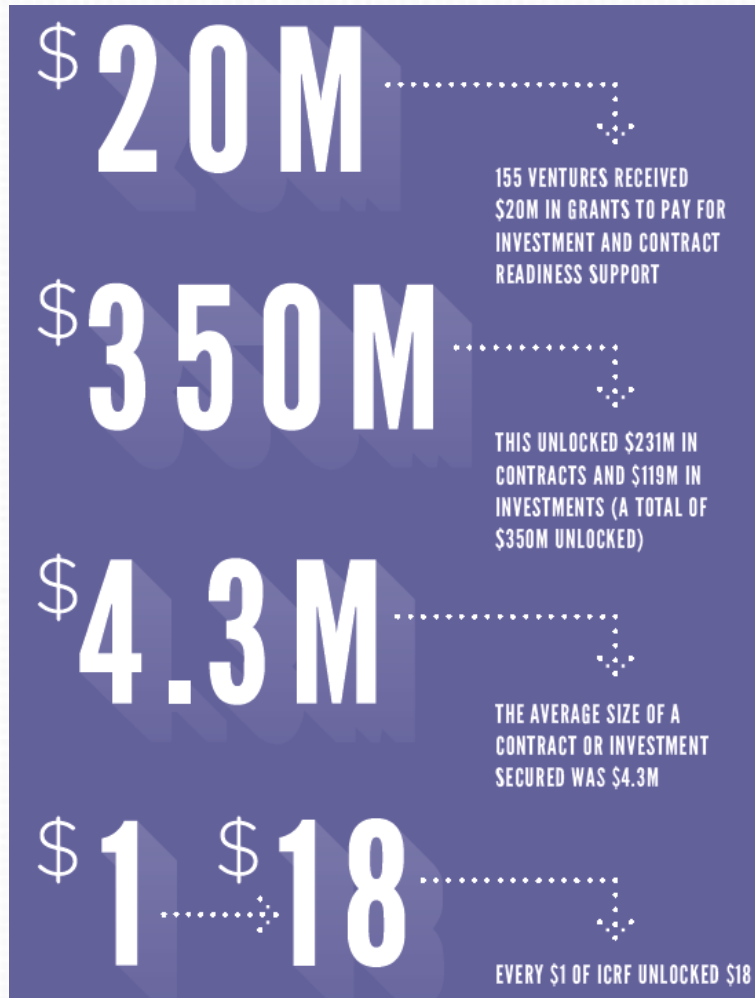 $20M
155 VENTURES RECEIVED
$20M IN GRANTS TO PAY FOR
INVESTMENT AND CONTRACT
READINESS SUPPORT
$350M
THIS UNLOCKED $231M IN
CONTRACTS AND $119M IN
INVESTMENTS (A TOTAL OF
$350M UNLOCKED)
$4.3M
THE AVERAGE SIZE OF A
CONTRACT OR INVESTMENT
SECURED WAS $4.3M
$1 $18
EVERY $1 OF ICRF UNLOCKED $18